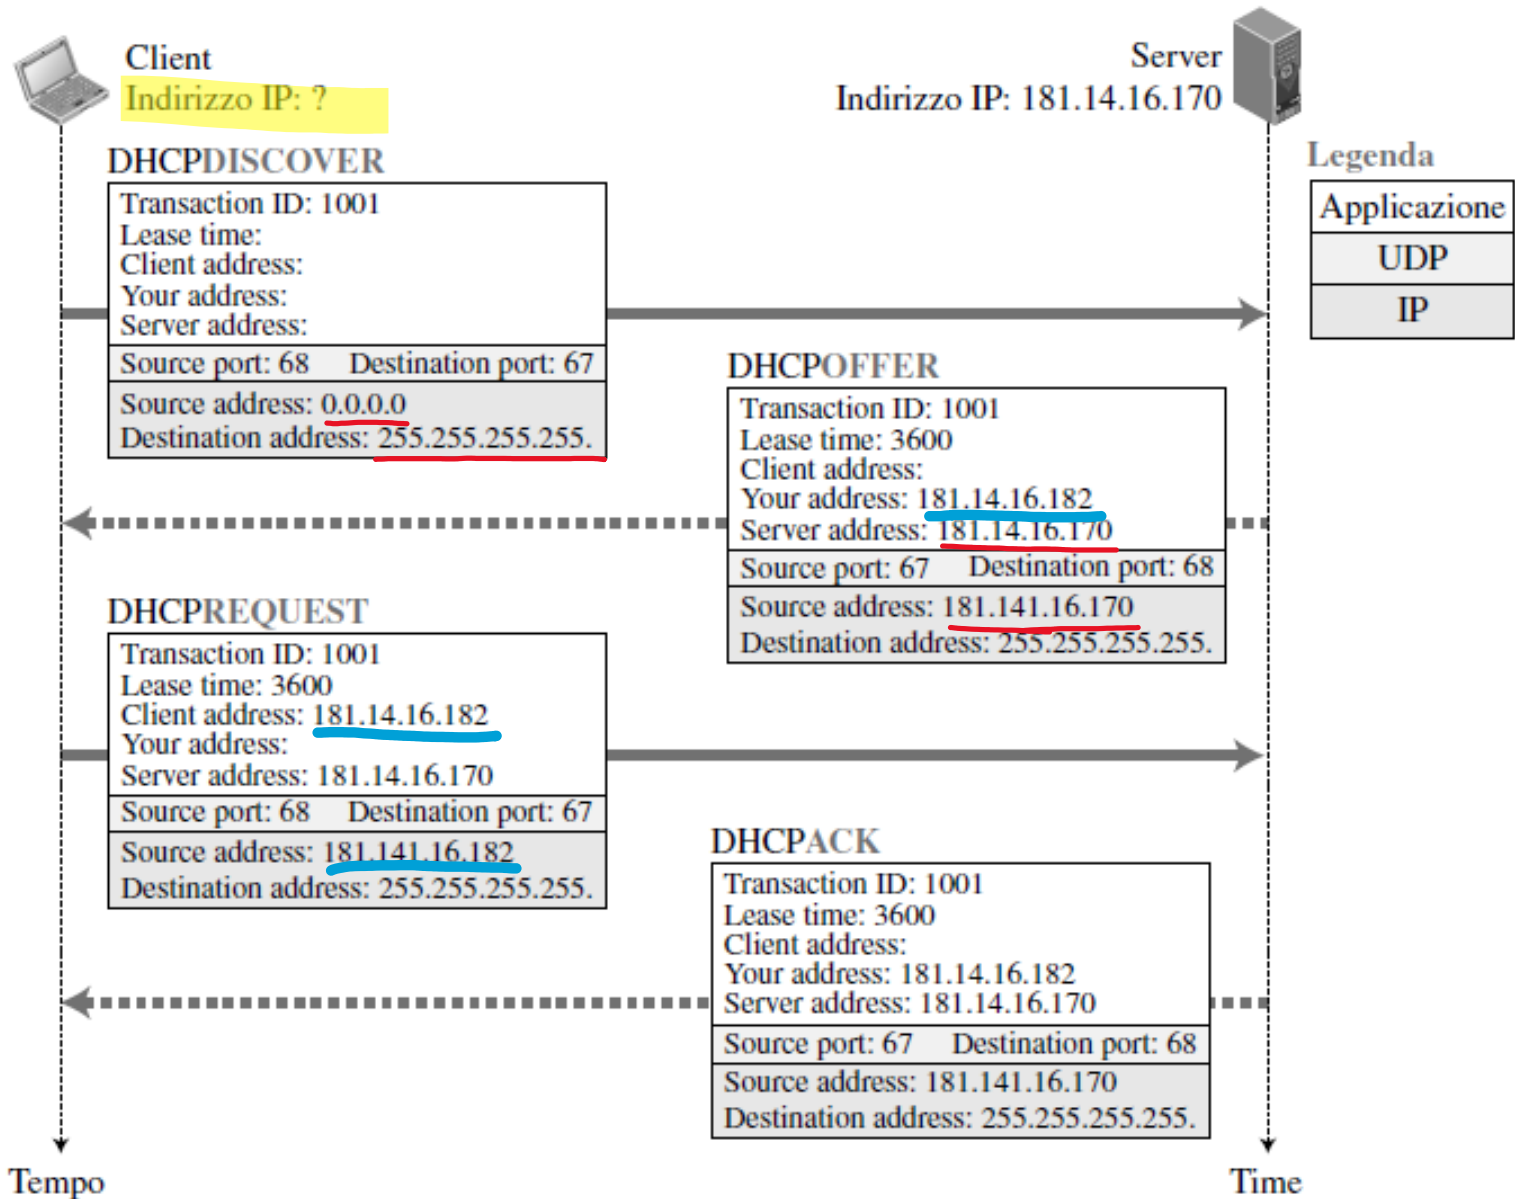 Client
Indirizzo IP: ?
Server
Indirizzo IP: 181.14.16.170
Legenda
Applicazione
UDP
IP
DHCPDISCOVER
Transaction ID: 1001
Lease time:
Client address:
Your address:
Server address:
Source port: 68 Destination port: 67
Source address: 0.0.0.0
Destination address: 255.255.255.255.
DHCPOFFER
Transaction ID: 1001
Lease time: 3600
Client address:
Your address: 181.14.16.182
Server address: 181.14.16.170
Source port: 67 Destination port: 68
Source address: 181.141.16.170
Destination address: 255.255.255.255.
DHCPREQUEST
Transaction ID: 1001
Lease time: 3600
Client address: 181.14.16.182
Your address:
Server address: 181.14.16.170
Source port: 68 Destination port: 67
Source address: 181.141.16.182
Destination address: 255.255.255.255.
DHCPACK
Transaction ID: 1001
Lease time: 3600
Client address:
Your address: 181.14.16.182
Server address: 181.14.16.170
Source port: 67 Destination port: 68
Source address: 181.141.16.170
Destination address: 255.255.255.255.
Tempo
Time